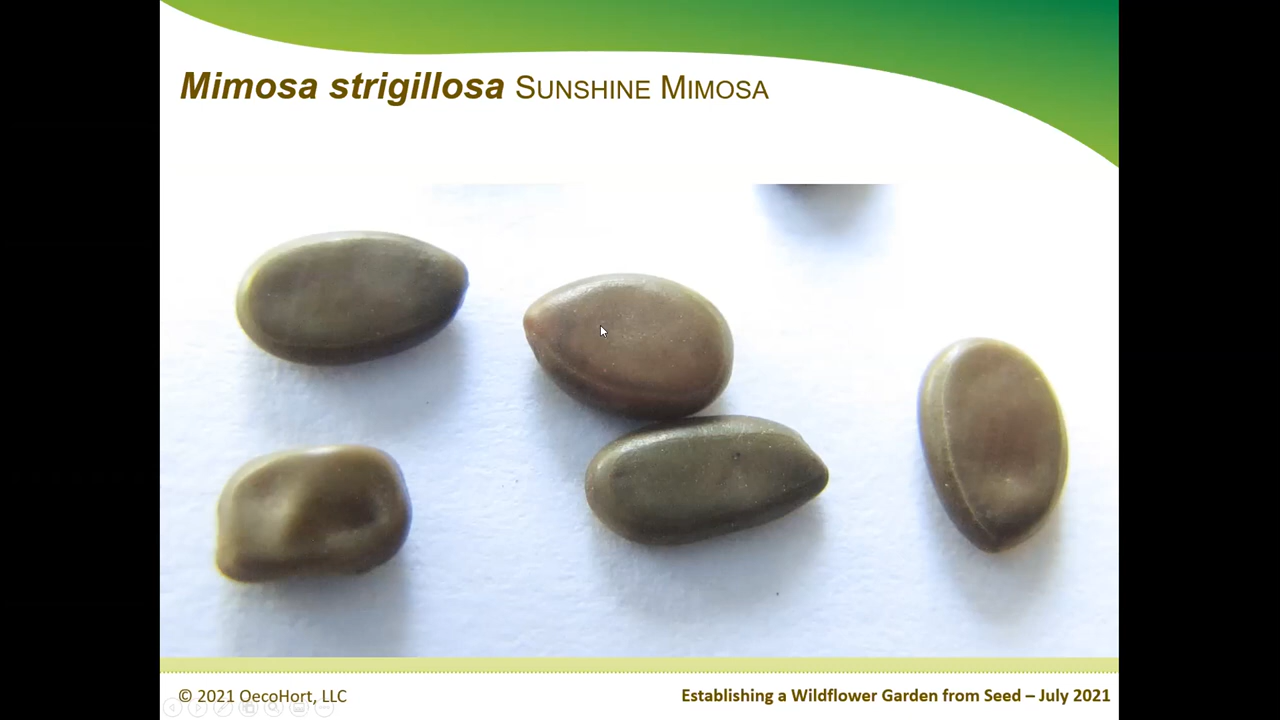 Mimosa strigillosa SUNSHINE MIMOSA
© 2021 OecoHort, LLC
Establishing a Wildflower Garden from Seed – July 2021